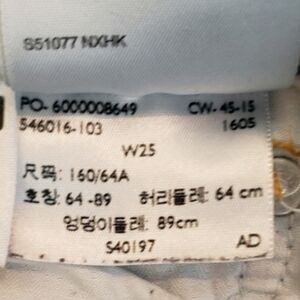 S51077 NXHK
PO- 6000008649 CW- 45-15
546016-103 1605
W25
尺码: 160/64A
호칭: 64 -89 허리둘레: 64 cm
엉덩이둘레: 89cm
S40197 AD